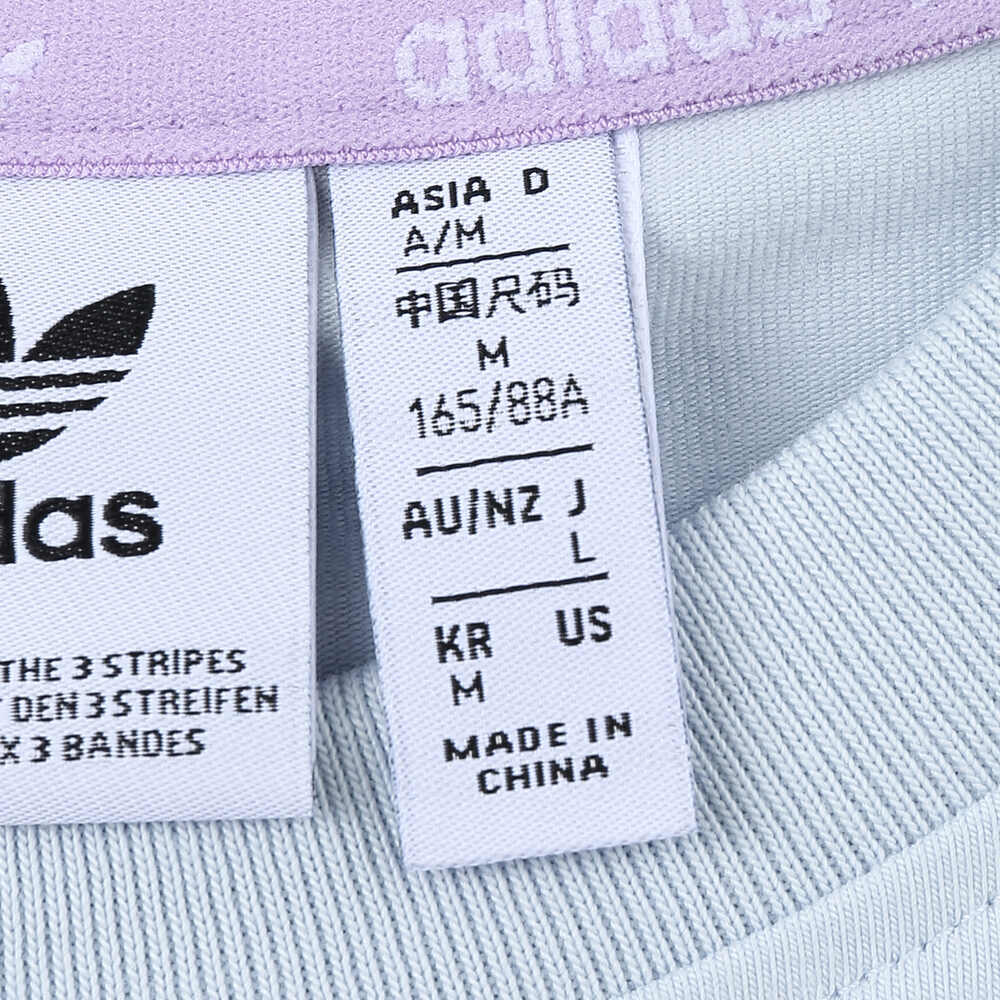 adidas
das
THE 3 STRIPES
DEN 3 STREIFEN
X 3 BANDES
ASIA D
A/M
中国尺码
M
165/88A
AU/NZ J
L
KR US
M
MADE IN
CHINA